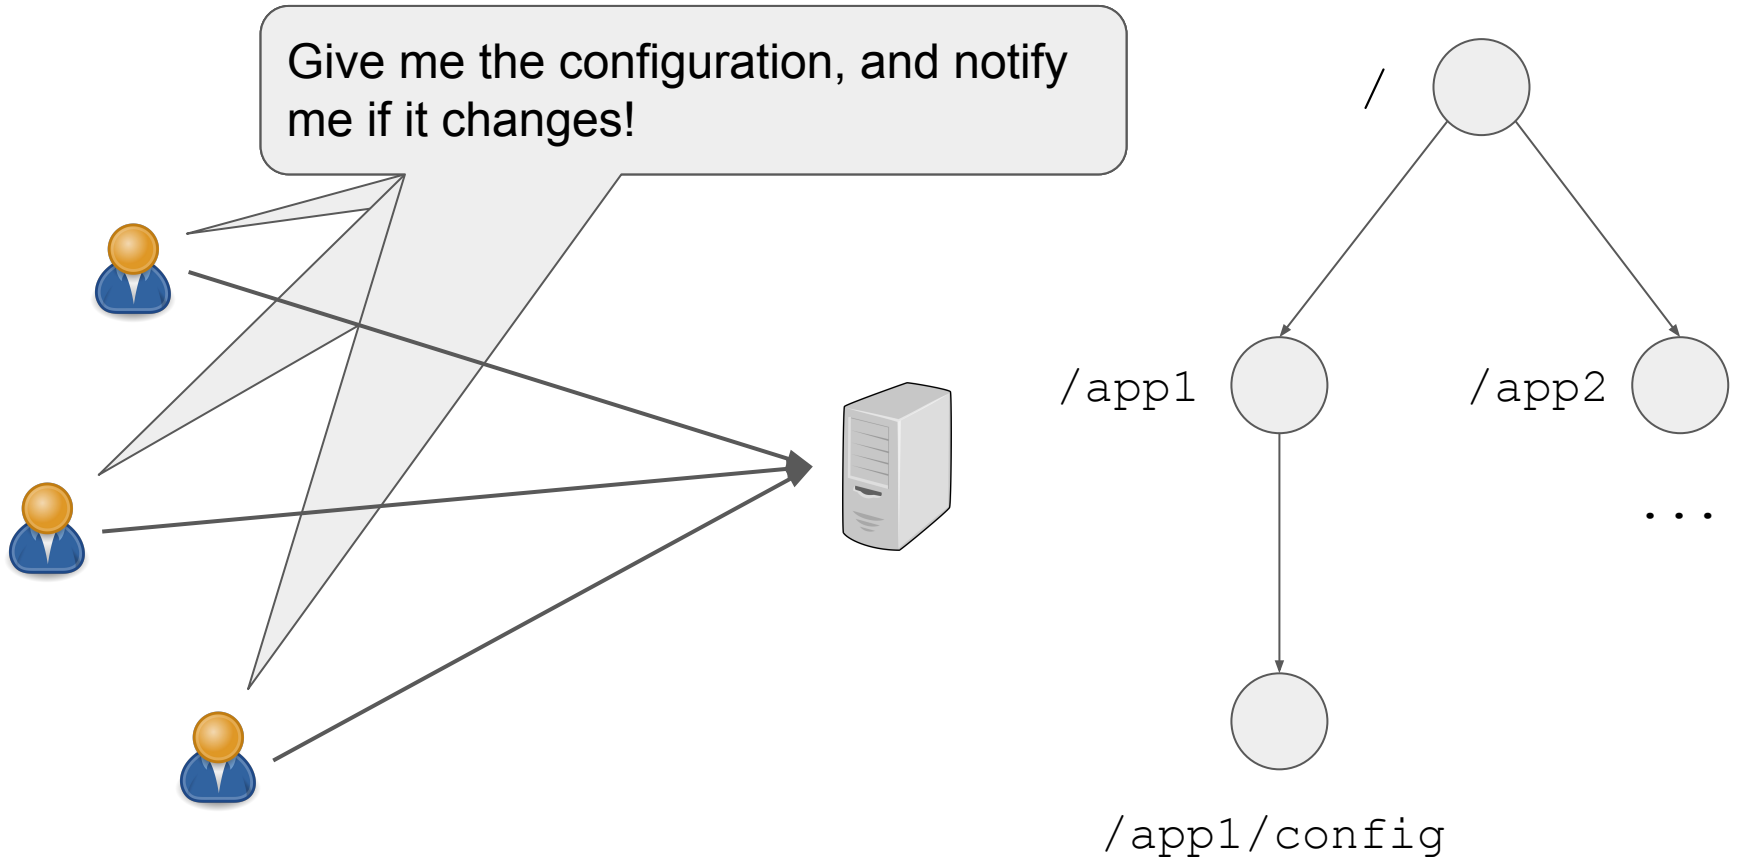 Give me the configuration, and notify
me if it changes!
/
/app1
/app2
...
/app1/config